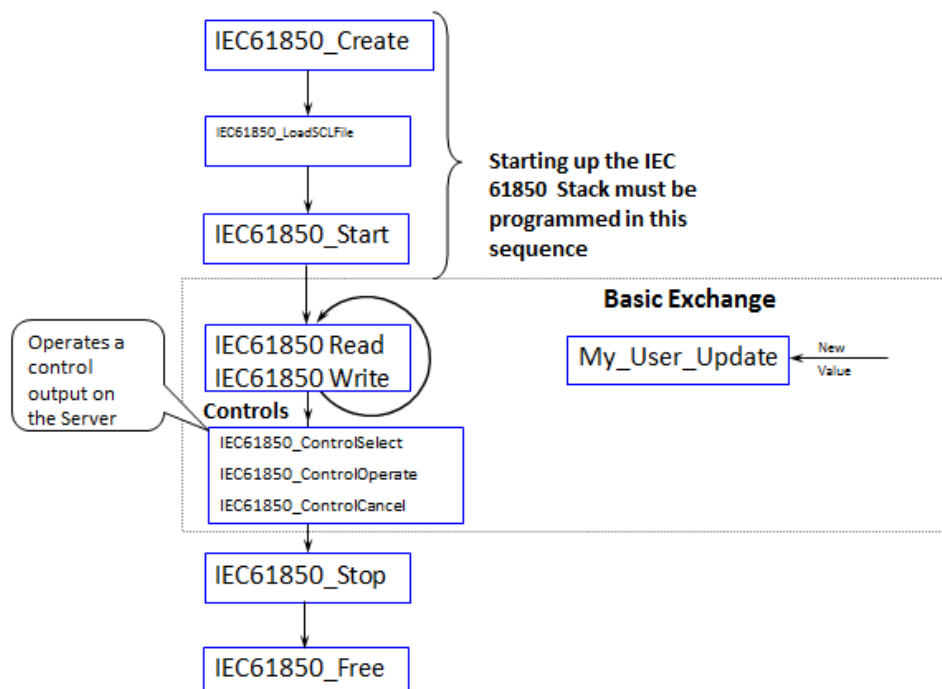 IEC61850_Create
IEC61850_LoadSCLFile
IEC61850_Start
Starting up the IEC
61850 Stack must be
programmed in this
sequence
Basic Exchange
Operates a
control
output on
the Server
IEC61850 Read
IEC61850 Write
My_User_Update
New
Value
Controls
IEC61850_ControlSelect
IEC61850_ControlOperate
IEC61850_ControlCancel
IEC61850_Stop
IEC61850_Free